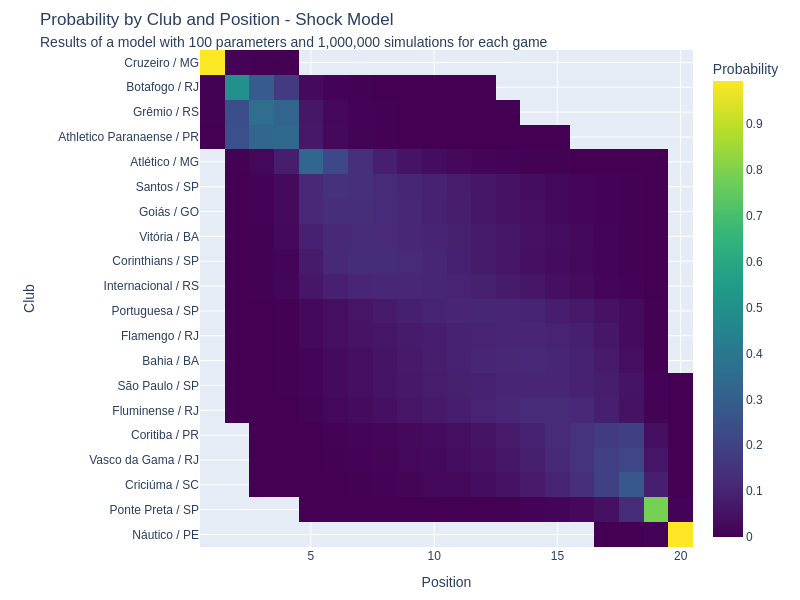 Probability by Club and Position - Shock Model
Results of a model with 100 parameters and 1,000,000 simulations for each game
Probability
Club
Cruzeiro / MG
Botafogo / RJ
Grêmio / RS
Athletico Paranaense / PR
Atlético / MG
Santos / SP
Goiás / GO
Vitória / BA
Corinthians / SP
Internacional / RS
Portuguesa / SP
Flamengo / RJ
Bahia / BA
São Paulo / SP
Fluminense / RJ
Coritiba / PR
Vasco da Gama / RJ
Criciúma / SC
Ponte Preta / SP
Náutico / PE
0.9
0.8
0.7
0.6
0.5
0.4
0.3
0.2
0.1
0
5
10
15
20
Position